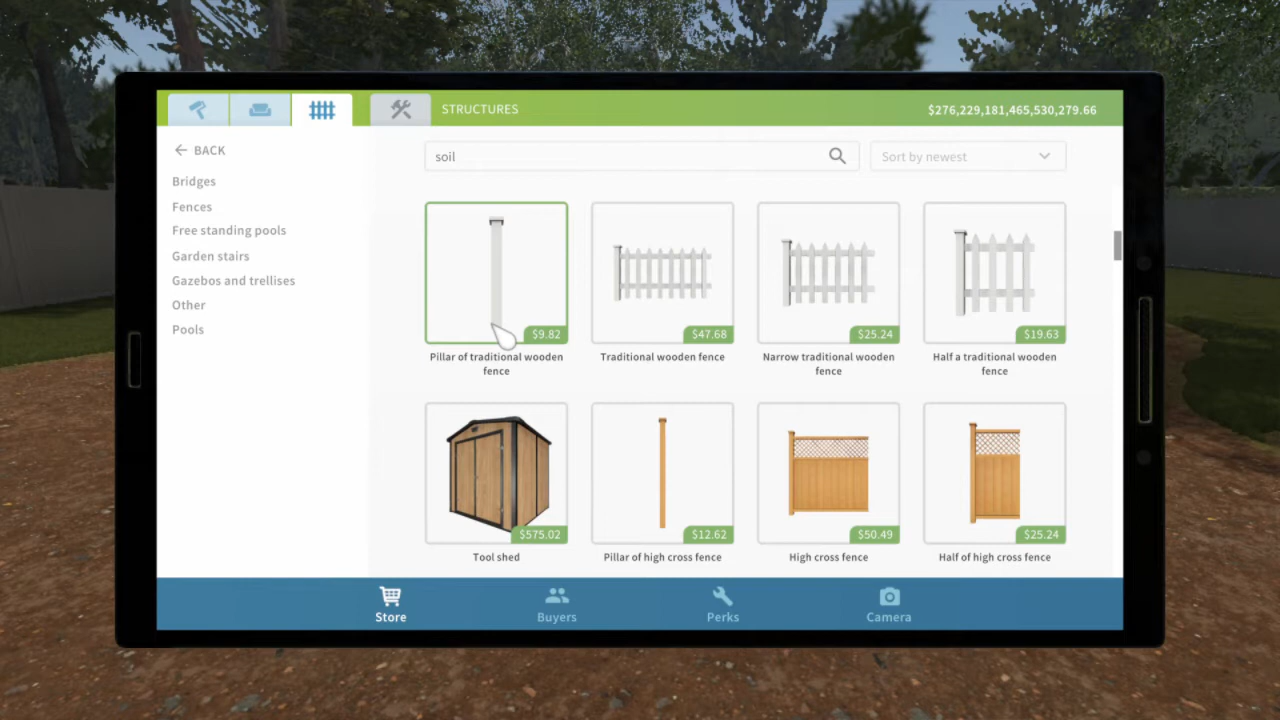 STRUCTURES
$276,229,181,465,530,279.66
BACK
Bridges
Fences
Free standing pools
Garden stairs
Gazebos and trellises
Other
Pools
soil
Sort by newest
$9.82
$47.68
$25.24
$19.63
Pillar of traditional wooden
fence
Traditional wooden fence
Narrow traditional wooden
fence
Half a traditional wooden
fence
$575.02
$12.62
$50.49
$25.24
Tool shed
Pillar of high cross fence
High cross fence
Half of high cross fence
Store
Buyers
Perks
Camera